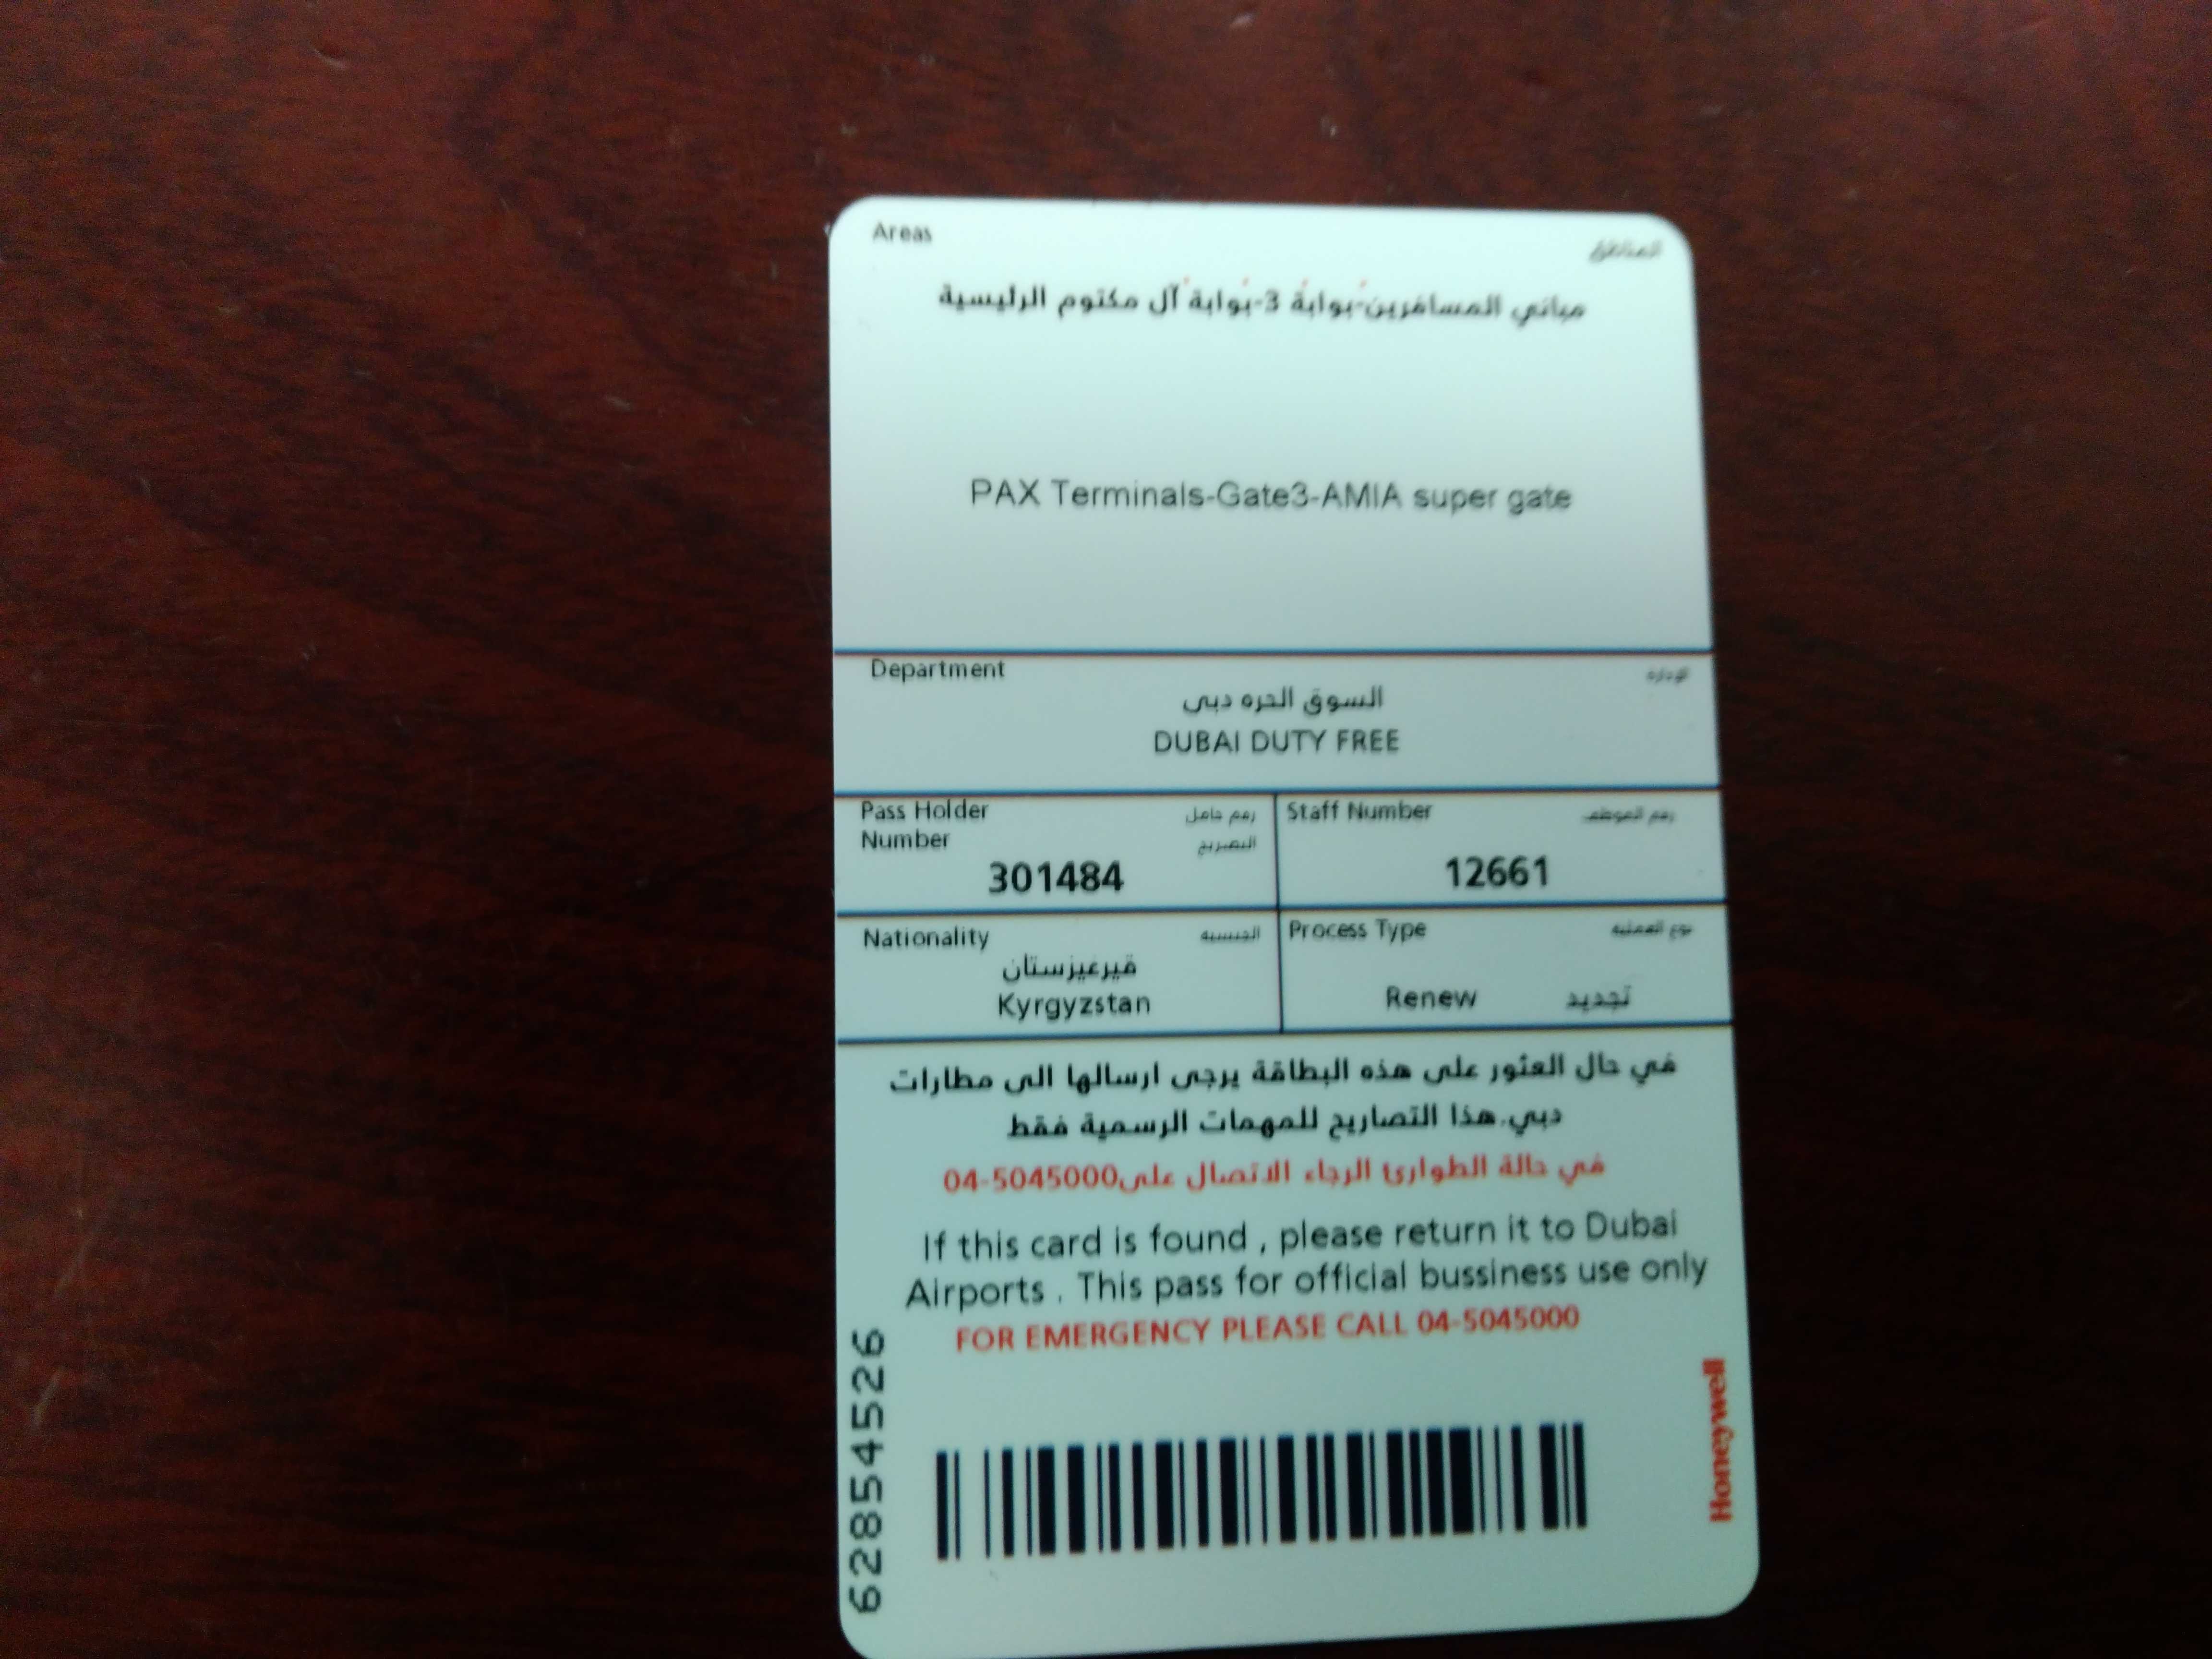 Areas المناطق
مباني المسافرين-بوابة 3-بوابة آل مكتوم الرئيسية
PAX Terminals-Gate3-AMIA super gate
Department الإدارة
السوق الحره دبى
DUBAI DUTY FREE
Pass Holder رقم حامل
Number التصريح
301484
Staff Number رقم الموظف
12661
Nationality الجنسية
قيرغيزستان
Kyrgyzstan
Process Type نوع العملية
Renew تجديد
في حال العثور على هذه البطاقة يرجى ارسالها الى مطارات
دبي.هذا التصاريح للمهمات الرسمية فقط
في حالة الطوارئ الرجاء الاتصال على04-5045000
If this card is found , please return it to Dubai
Airports . This pass for official bussiness use only
FOR EMERGENCY PLEASE CALL 04-5045000
62854526
Honeywell